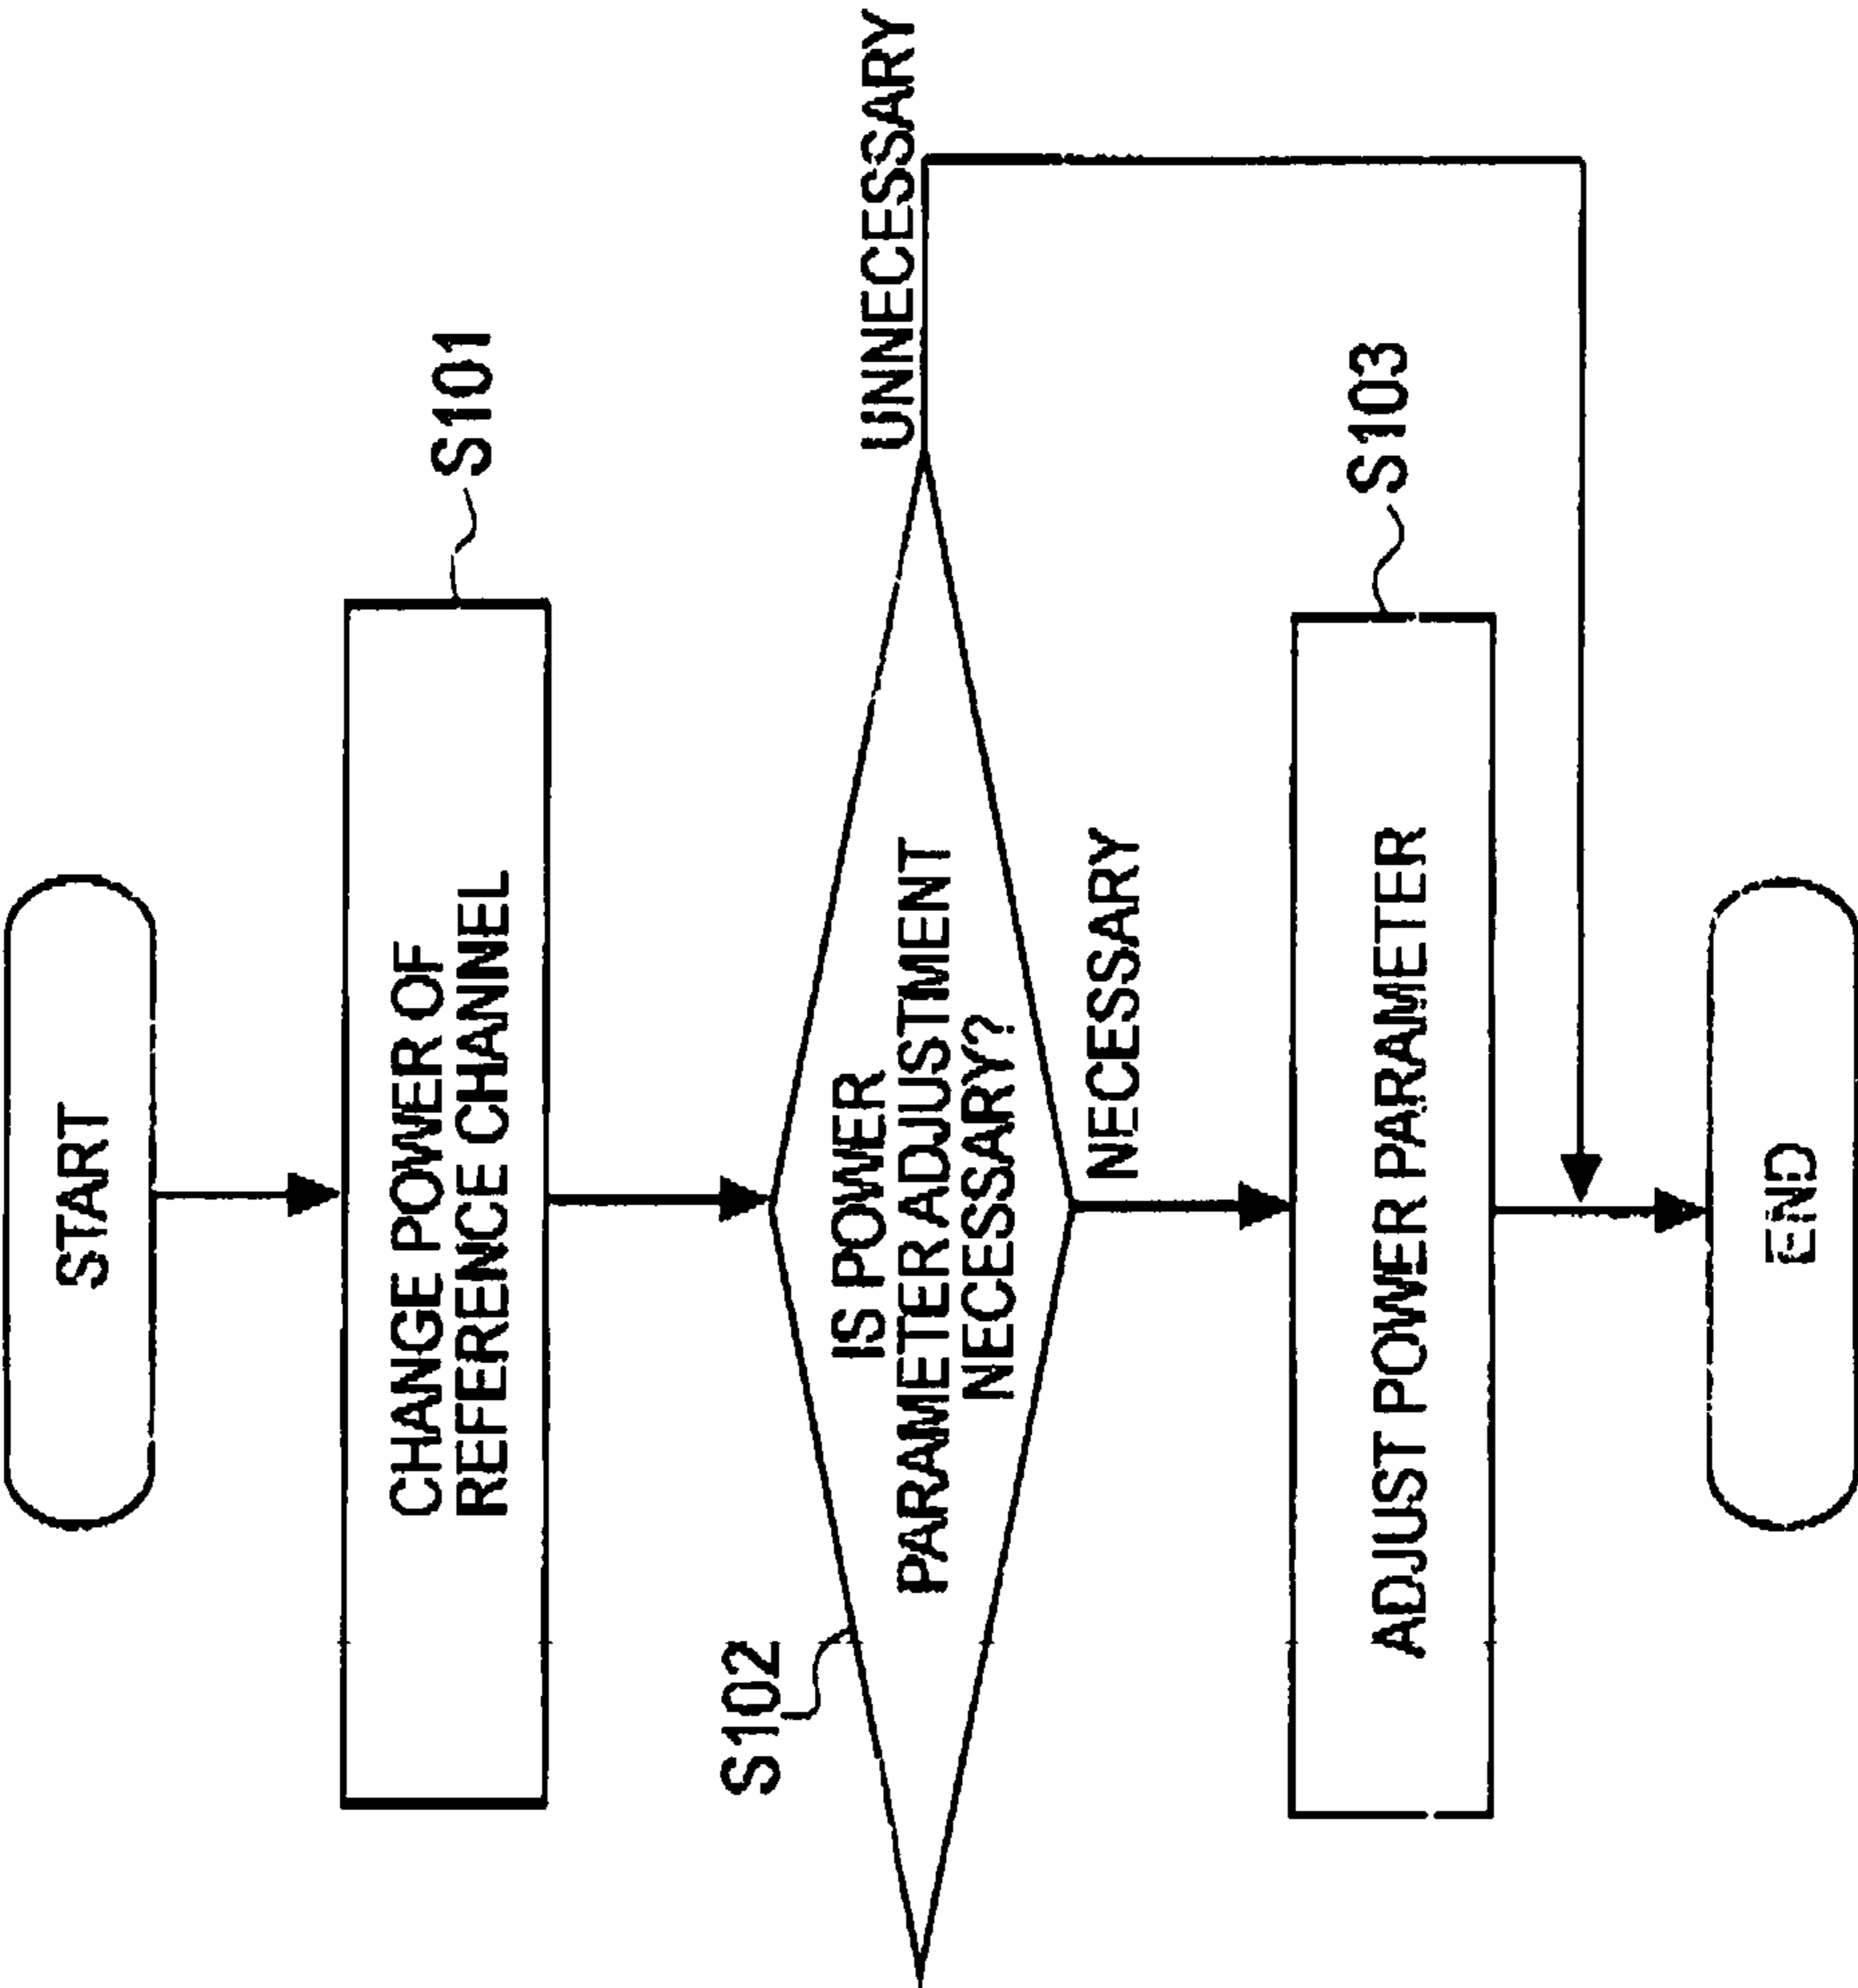 START
CHANGE POWER OF
REFERENCE CHANNEL
S101
S102
IS POWER
PARAMETER ADJUSTMENT
NECESSARY?
UNNECESSARY
NECESSARY
ADJUST POWER PARAMETER
S103
END